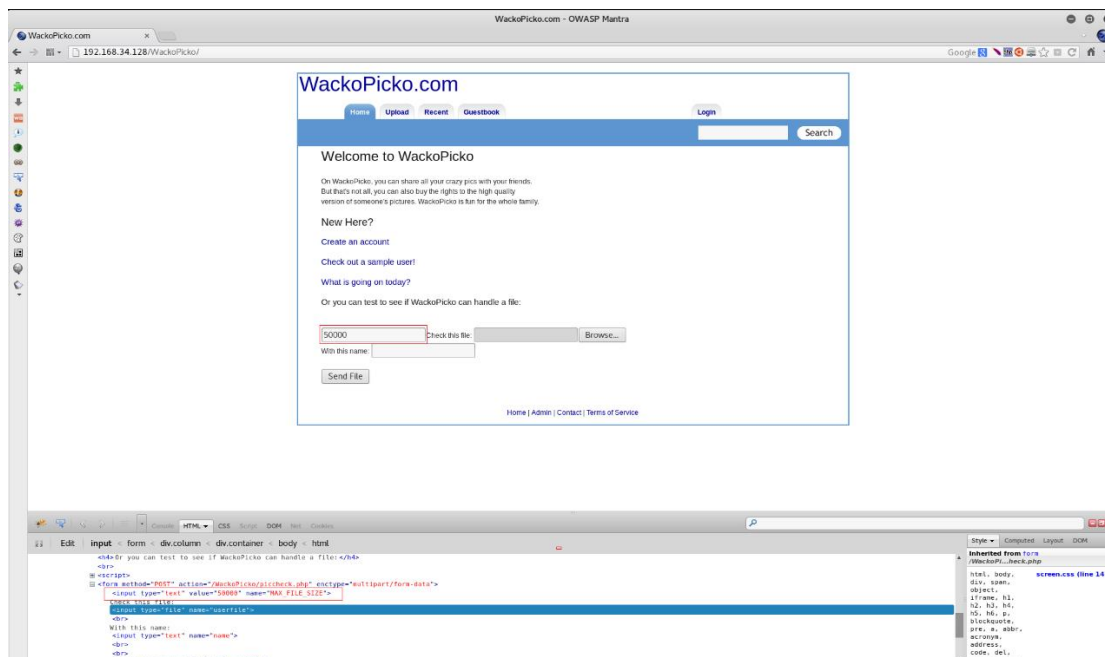 WackoPicko.com - OWASP Mantra
WackoPicko.com
192.168.34.128/WackoPicko/
Google
WackoPicko.com
Home Upload Recent Guestbook Login
Search
Welcome to WackoPicko
On WackoPicko, you can share all your crazy pics with your friends.
But that's not all, you can also buy the rights to the high quality
version of someone's pictures. WackoPicko is fun for the whole family.
New Here?
Create an account
Check out a sample user!
What is going on today?
Or you can test to see if WackoPicko can handle a file:
50000 Check this file: Browse...
With this name:
Send File
Home | Admin | Contact | Terms of Service
Console HTML CSS Script DOM Net Cookies
Edit input < form < div.column < div.container < body < html
Style Computed Layout DOM
<h4>Or you can test to see if WackoPicko can handle a file:</h4>
<br>
<script>
<form method="POST" action="/WackoPicko/piccheck.php" enctype="multipart/form-data">
<input type="text" value="50000" name="MAX_FILE_SIZE">
Check this file:
<input type="file" name="userfile">
<br>
With this name:
<input type="text" name="name">
<br>
<br>
Inherited from form
/WackoPi...heck.php
html, body, screen.css (line 14
div, span,
object,
iframe, h1,
h2, h3, h4,
h5, h6, p,
blockquote,
pre, a, abbr,
acronym,
address,
code, del,